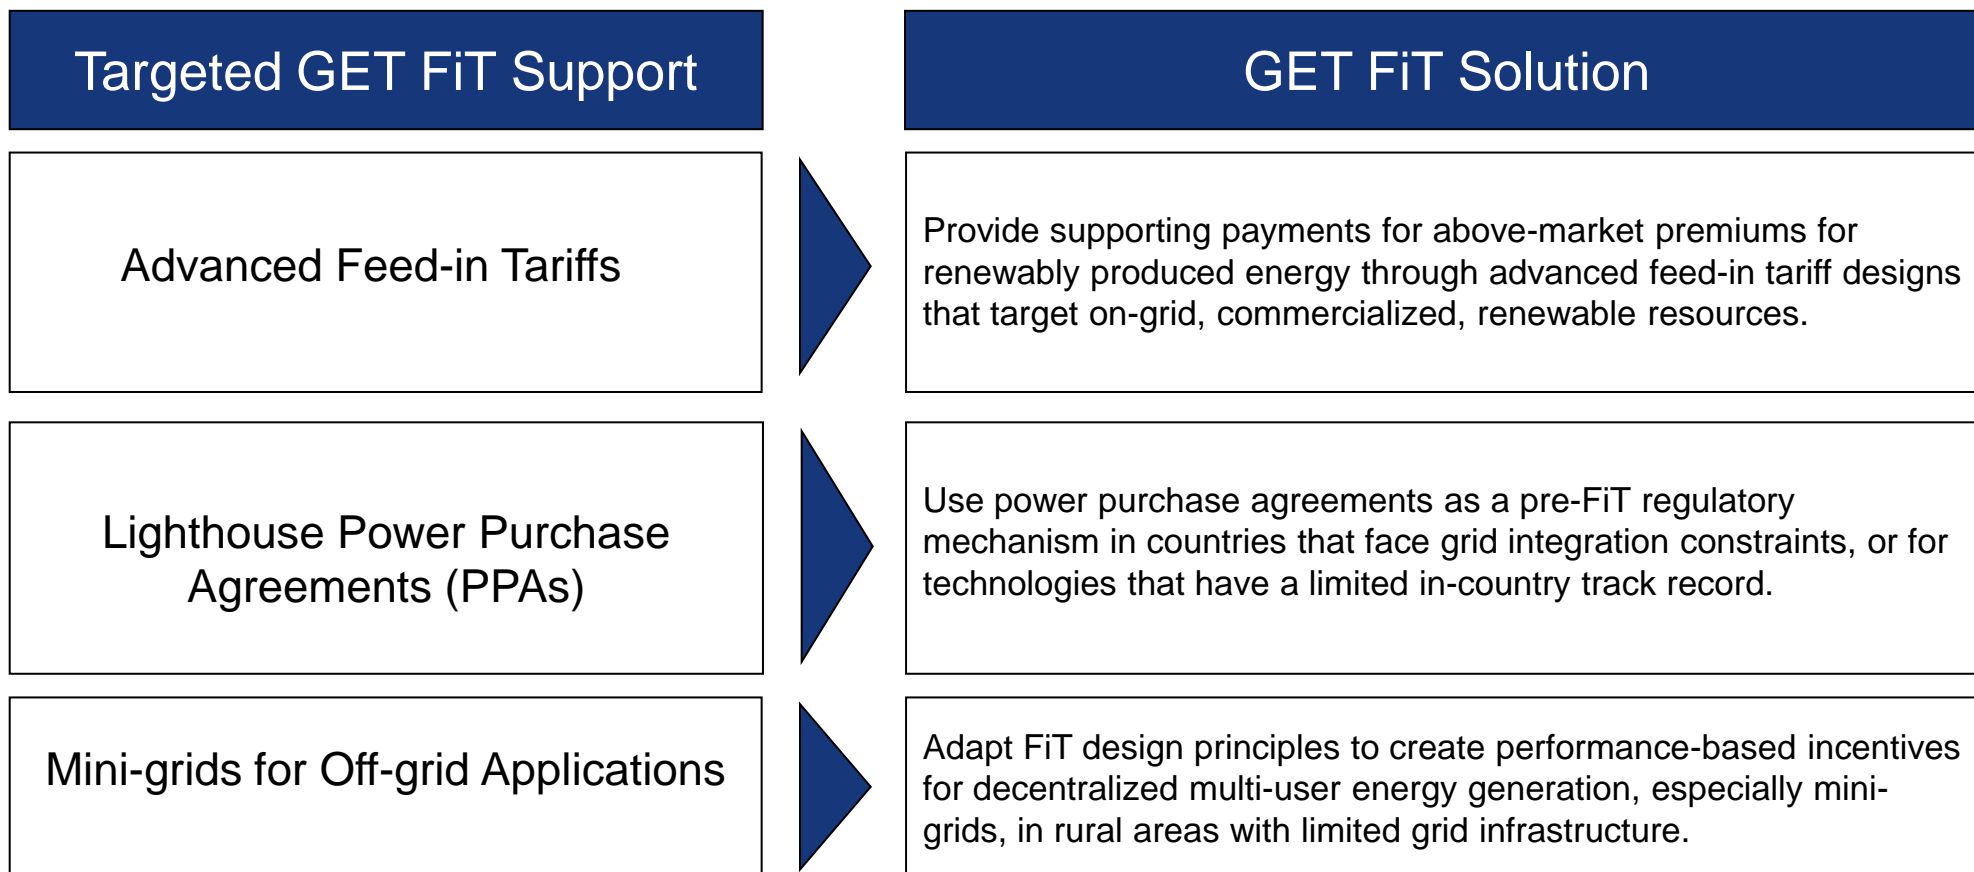 Targeted GET FiT Support
GET FiT Solution
Advanced Feed-in Tariffs
Provide supporting payments for above-market premiums for
renewably produced energy through advanced feed-in tariff designs
that target on-grid, commercialized, renewable resources.
Lighthouse Power Purchase
Agreements (PPAs)
Use power purchase agreements as a pre-FiT regulatory
mechanism in countries that face grid integration constraints, or for
technologies that have a limited in-country track record.
Mini-grids for Off-grid Applications
Adapt FiT design principles to create performance-based incentives
for decentralized multi-user energy generation, especially mini-
grids, in rural areas with limited grid infrastructure.